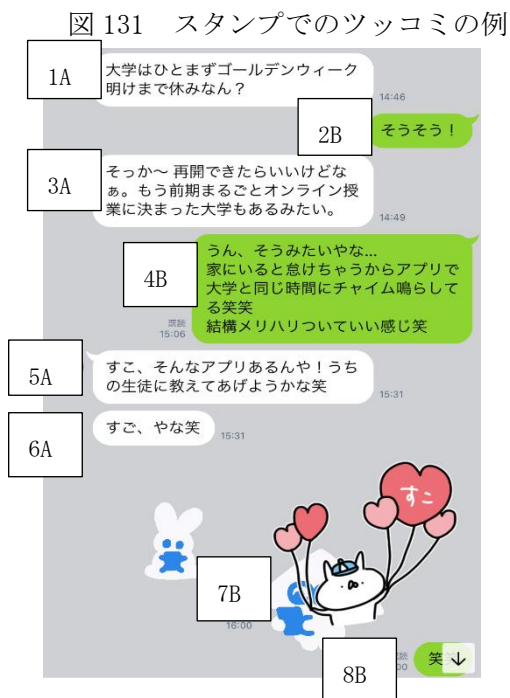 図 131 スタンプでのツッコミの例
1A
大学はひとまずゴールデンウィーク
明けまで休みなん？
14:46
2B
そうそう！
3A
そっか〜 再開できたらいいけどな
ぁ。もう前期まるごとオンライン授
業に決まった大学もあるみたい。
14:49
4B
うん、そうみたいやな...
家にいると怠けちゃうからアプリで
大学と同じ時間にチャイム鳴らして
る笑笑
結構メリハリついていい感じ笑
既読
15:06
5A
すこ、そんなアプリあるんや！うち
の生徒に教えてあげようかな笑
15:31
6A
すご、やな笑
15:31
すこ
7B
16:00
8B
笑